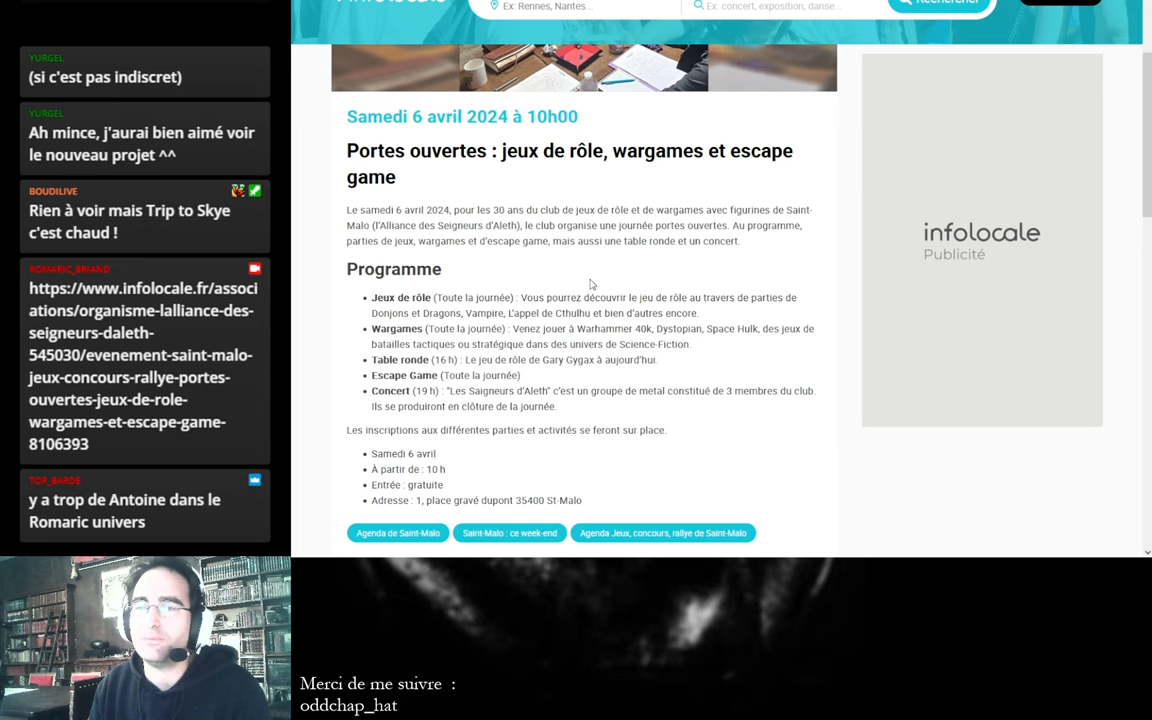 YURGEL
(si c'est pas indiscret)
YURGEL
Ah mince, j'aurai bien aimé voir
le nouveau projet ^^
BOUDILIVE
Rien à voir mais Trip to Skye
c'est chaud !
ROMARIC_BRIAND
https://www.infolocale.fr/associ
ations/organisme-lalliance-des-
seigneurs-daleth-
545030/evenement-saint-malo-
jeux-concours-rallye-portes-
ouvertes-jeux-de-role-
wargames-et-escape-game-
8106393
TOP_BARDE
y a trop de Antoine dans le
Romaric univers
infolocale
Ex: Rennes, Nantes...
Ex: concert, exposition, danse...
Rechercher
Samedi 6 avril 2024 à 10h00
Portes ouvertes : jeux de rôle, wargames et escape
game
Le samedi 6 avril 2024, pour les 30 ans du club de jeux de rôle et de wargames avec figurines de Saint-
Malo (l'Alliance des Seigneurs d'Aleth), le club organise une journée portes ouvertes. Au programme,
parties de jeux, wargames et d'escape game, mais aussi une table ronde et un concert.
Programme
• Jeux de rôle (Toute la journée) : Vous pourrez découvrir le jeu de rôle au travers de parties de
Donjons et Dragons, Vampire, L'appel de Cthulhu et bien d'autres encore.
• Wargames (Toute la journée) : Venez jouer à Warhammer 40k, Dystopian, Space Hulk, des jeux de
batailles tactiques ou stratégique dans des univers de Science-Fiction.
• Table ronde (16 h) : Le jeu de rôle de Gary Gygax à aujourd'hui.
• Escape Game (Toute la journée)
• Concert (19 h) : "Les Saigneurs d'Aleth" c'est un groupe de metal constitué de 3 membres du club.
Ils se produiront en clôture de la journée.
Les inscriptions aux différentes parties et activités se feront sur place.
• Samedi 6 avril
• À partir de : 10 h
• Entrée : gratuite
• Adresse : 1, place gravé dupont 35400 St-Malo
Agenda de Saint-Malo
Saint-Malo : ce week-end
Agenda Jeux, concours, rallye de Saint-Malo
infolocale
Publicité
Merci de me suivre :
oddchap_hat